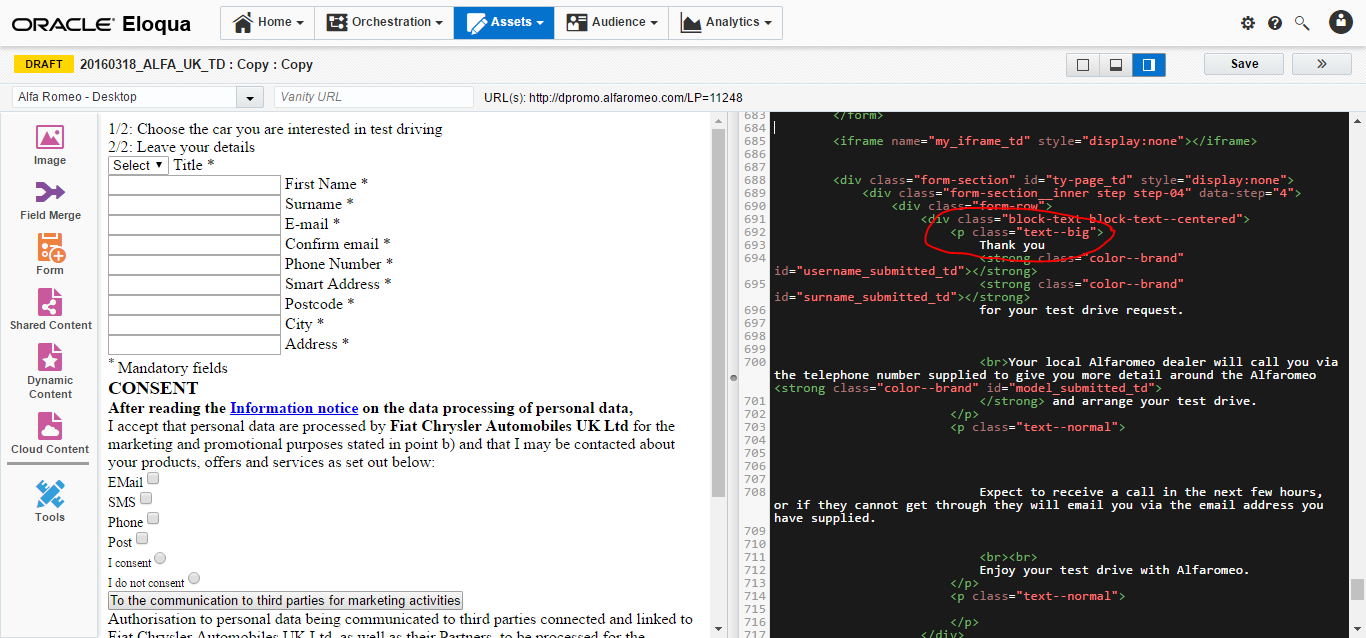 ORACLE® Eloqua
Home
Orchestration
Assets
Audience
Analytics
DRAFT
20160318_ALFA_UK_TD : Copy : Copy
Save
»
Alfa Romeo - Desktop
Vanity URL
URL(s): http://dpromo.alfaromeo.com/LP=11248
Image
Field Merge
Form
Shared Content
Dynamic
Content
Cloud Content
Tools
1/2: Choose the car you are interested in test driving
2/2: Leave your details
Select Title *
First Name *
Surname *
E-mail *
Confirm email *
Phone Number *
Smart Address *
Postcode *
City *
Address *
* Mandatory fields
CONSENT
After reading the Information notice on the data processing of personal data,
I accept that personal data are processed by Fiat Chrysler Automobiles UK Ltd for the
marketing and promotional purposes stated in point b) and that I may be contacted about
your products, offers and services as set out below:
EMail
SMS
Phone
Post
I consent
I do not consent
To the communication to third parties for marketing activities
Authorisation to personal data being communicated to third parties connected and linked to
Fiat Chrysler Automobiles UK Ltd, as well as their Partners, to be processed for the
683 </form>
684
685 <iframe name="my_iframe_td" style="display:none"></iframe>
686
687
688 <div class="form-section" id="ty-page_td" style="display:none">
689 <div class="form-section__inner step step-04" data-step="4">
690 <div class="form-row">
691 <div class="block-text block-text--centered">
692 <p class="text--big">
693 Thank you
694 <strong class="color--brand"
id="username_submitted_td"></strong>
695 <strong class="color--brand"
id="surname_submitted_td"></strong>
696 for your test drive request.
697
698
699
700 <br>Your local Alfaromeo dealer will call you via
the telephone number supplied to give you more detail around the Alfaromeo
<strong class="color--brand" id="model_submitted_td">
701 </strong> and arrange your test drive.
702 </p>
703 <p class="text--normal">
704
705
706
707
708 Expect to receive a call in the next few hours,
or if they cannot get through they will email you via the email address you
have supplied.
709
710
711 <br><br>
712 Enjoy your test drive with Alfaromeo.
713 </p>
714 <p class="text--normal">
715
716 </p>
717 </div>